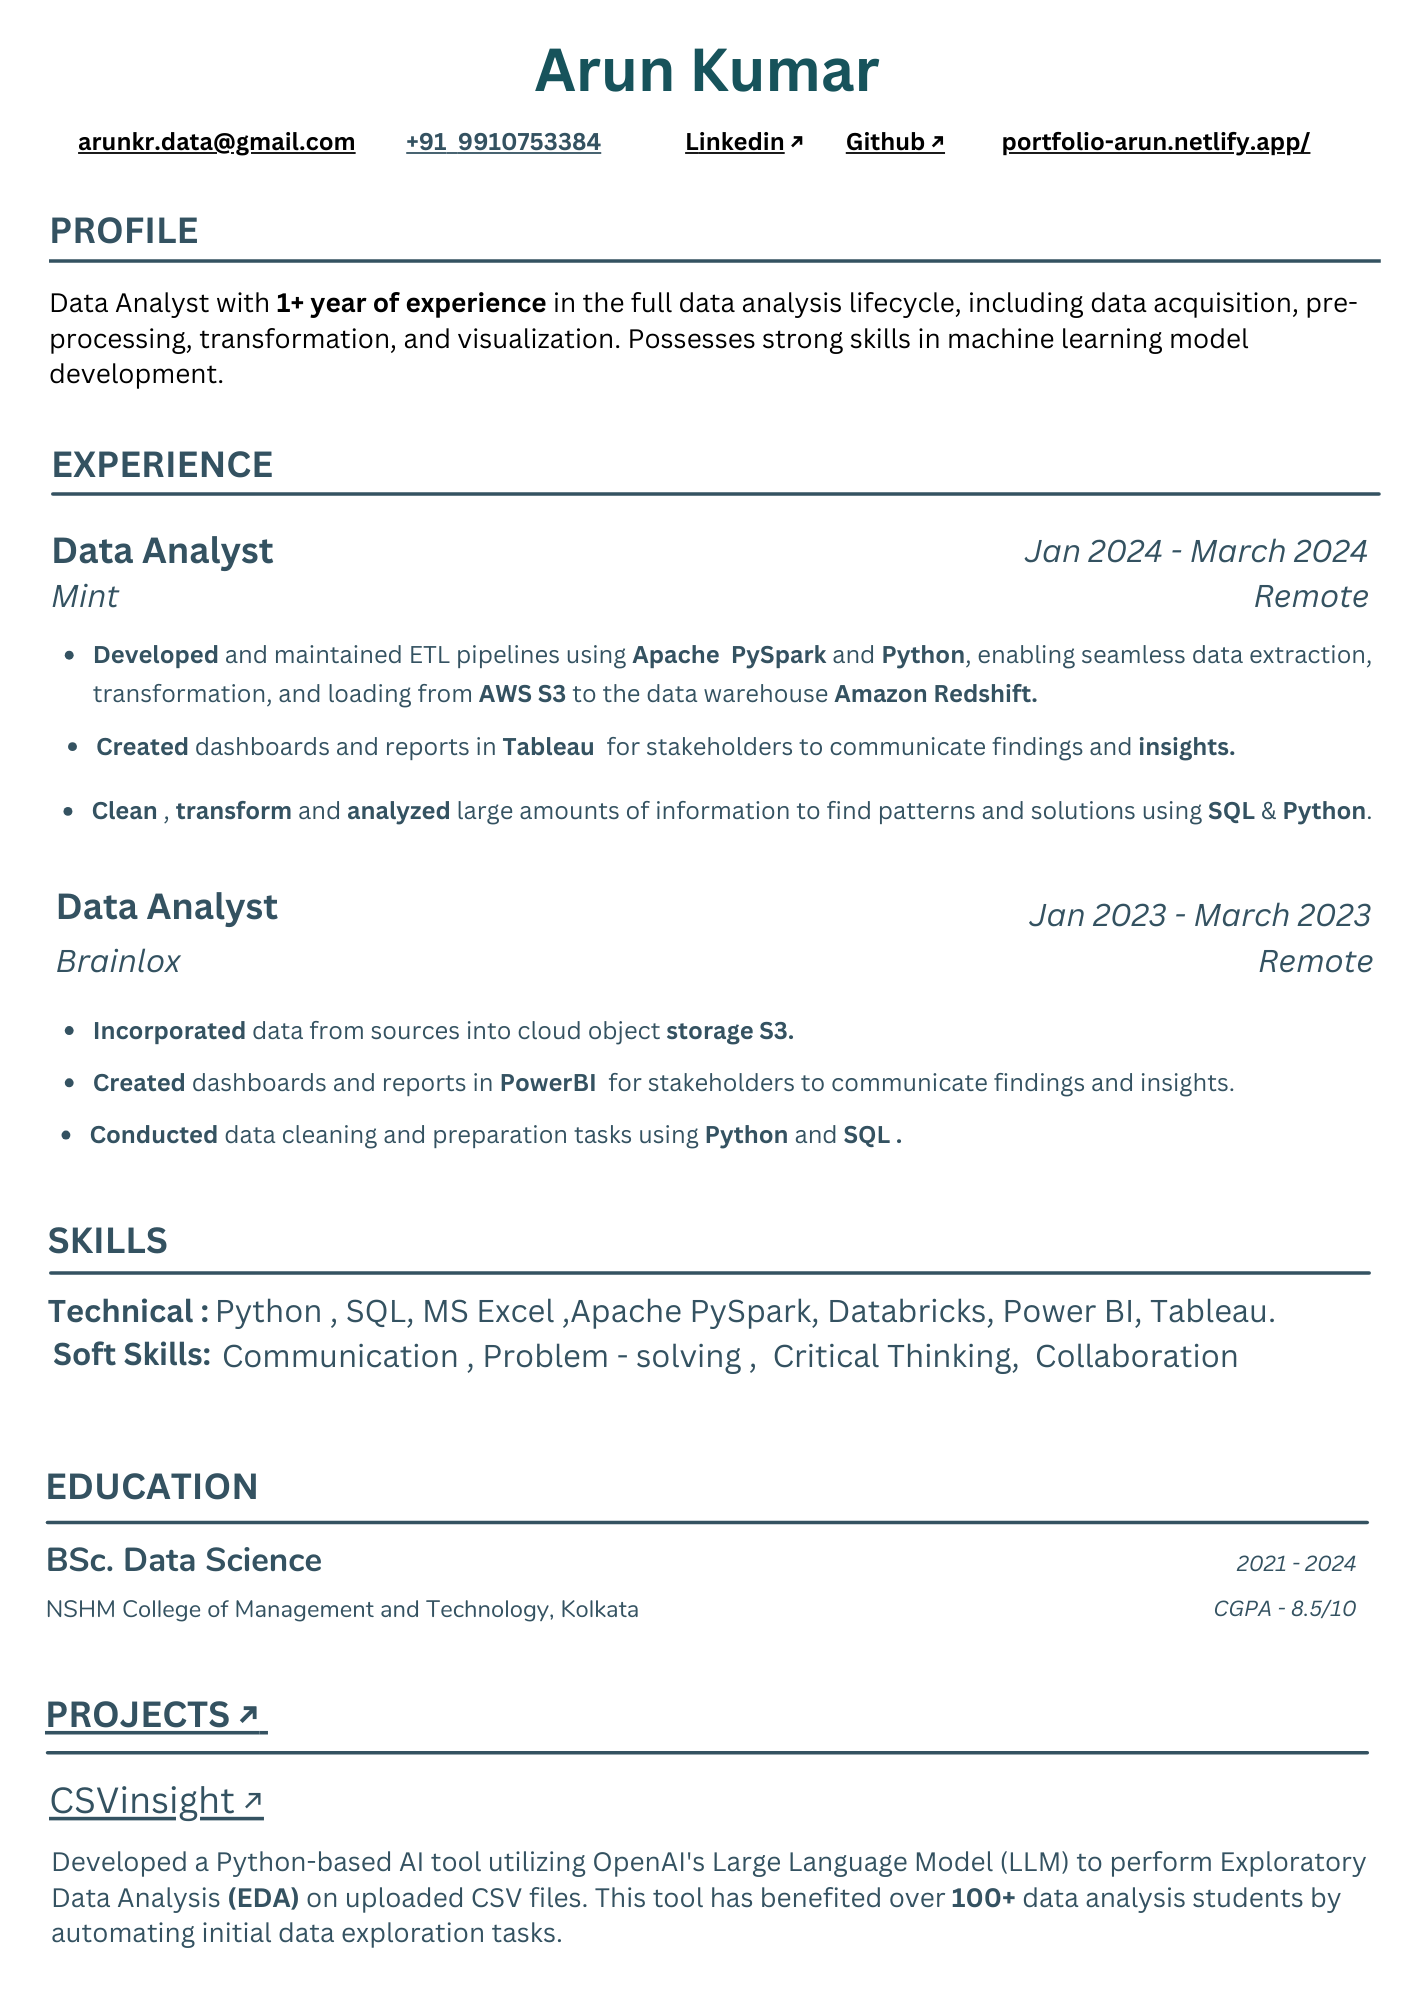 Arun Kumar
arunkr.data@gmail.com +91 9910753384 Linkedin↗ Github↗ portfolio-arun.netlify.app/
PROFILE
Data Analyst with 1+ year of experience in the full data analysis lifecycle, including data acquisition, pre-
processing, transformation, and visualization. Possesses strong skills in machine learning model
development.
EXPERIENCE
Data Analyst Jan 2024 - March 2024
Mint Remote
• Developed and maintained ETL pipelines using Apache PySpark and Python, enabling seamless data extraction,
transformation, and loading from AWS S3 to the data warehouse Amazon Redshift.
• Created dashboards and reports in Tableau for stakeholders to communicate findings and insights.
• Clean , transform and analyzed large amounts of information to find patterns and solutions using SQL & Python.
Data Analyst Jan 2023 - March 2023
Brainlox Remote
• Incorporated data from sources into cloud object storage S3.
• Created dashboards and reports in PowerBI for stakeholders to communicate findings and insights.
• Conducted data cleaning and preparation tasks using Python and SQL .
SKILLS
Technical : Python , SQL, MS Excel ,Apache PySpark, Databricks, Power BI, Tableau.
Soft Skills: Communication , Problem - solving , Critical Thinking, Collaboration
EDUCATION
BSc. Data Science 2021 - 2024
NSHM College of Management and Technology, Kolkata CGPA - 8.5/10
PROJECTS↗
CSVinsight↗
Developed a Python-based AI tool utilizing OpenAI's Large Language Model (LLM) to perform Exploratory
Data Analysis (EDA) on uploaded CSV files. This tool has benefited over 100+ data analysis students by
automating initial data exploration tasks.